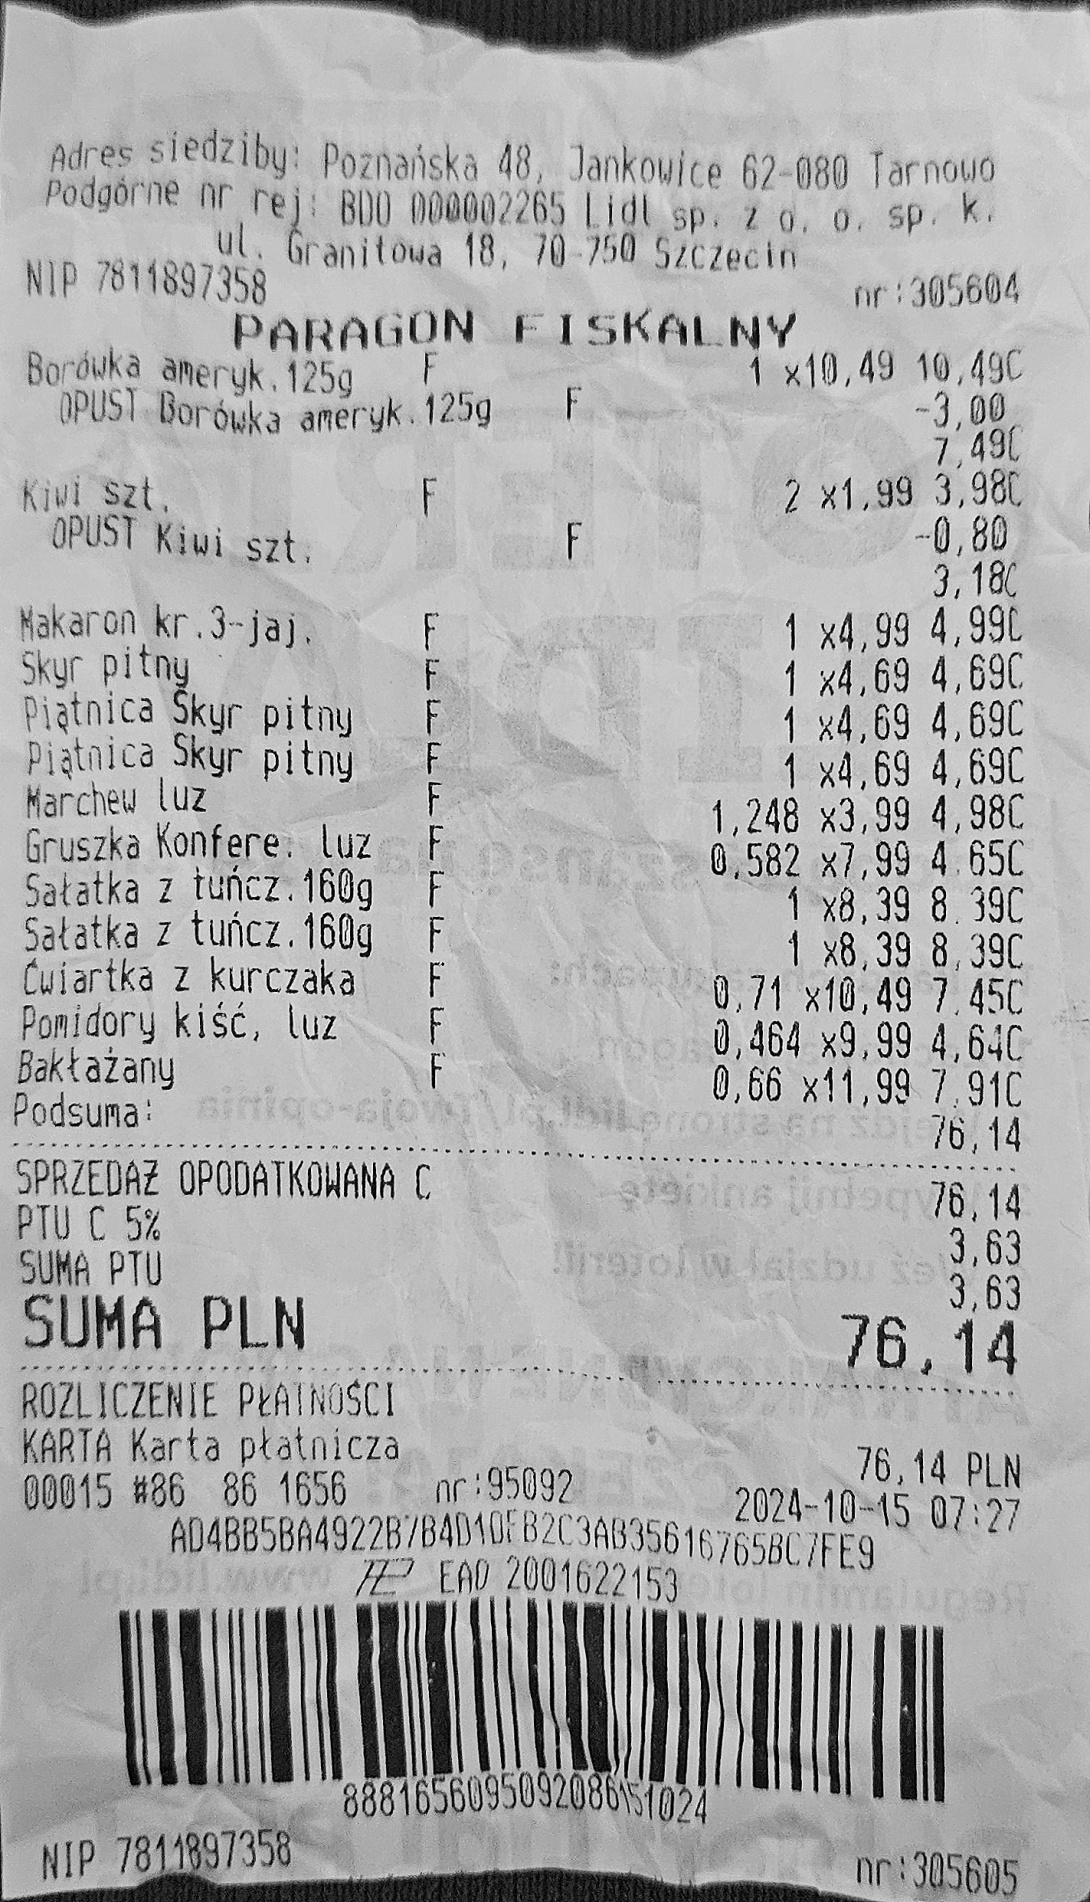 Adres siedziby: Poznańska 48, Jankowice 62-080 Tarnowo
Podgórne nr rej: BDO 000002265 Lidl sp. z o. o. sp. k.
ul. Granitowa 18, 70-750 Szczecin
NIP 7811897358 nr:305604
PARAGON FISKALNY
Borówka ameryk.125g F 1 x10,49 10,49C
OPUST Borówka ameryk.125g F -3,00
7,49C
Kiwi szt. F 2 x1,99 3,98C
OPUST Kiwi szt. F -0,80
3,18C
Makaron kr.3-jaj. F 1 x4,99 4,99C
Skyr pitny F 1 x4,69 4,69C
Piątnica Skyr pitny F 1 x4,69 4,69C
Piątnica Skyr pitny F 1 x4,69 4,69C
Marchew luz F 1,248 x3,99 4,98C
Gruszka Konfere. luz F 0,582 x7,99 4,65C
Sałatka z tuńcz.160g F 1 x8,39 8,39C
Sałatka z tuńcz.160g F 1 x8,39 8,39C
Ćwiartka z kurczaka F 0,71 x10,49 7,45C
Pomidory kiść, luz F 0,464 x9,99 4,64C
Bakłażany F 0,66 x11,99 7,91C
Podsuma: 76,14
SPRZEDAŻ OPODATKOWANA C 76,14
PTU C 5% 3,63
SUMA PTU 3,63
SUMA PLN 76,14
ROZLICZENIE PŁATNOŚCI
KARTA Karta płatnicza 76,14 PLN
00015 #86 86 1656 nr:95092 2024-10-15 07:27
AD4BB5BA4922B7B4D10FB2C3AB35616765BC7FE9
EAD 2001622153
NIP 7811897358 nr:305605